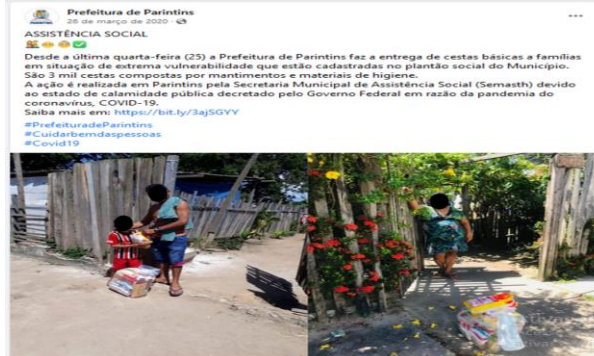 Prefeitura de Parintins
26 de março de 2020 ·
ASSISTÊNCIA SOCIAL
Desde a última quarta-feira (25) a Prefeitura de Parintins faz a entrega de cestas básicas a famílias
em situação de extrema vulnerabilidade que estão cadastradas no plantão social do Município.
São 3 mil cestas compostas por mantimentos e materiais de higiene.
A ação é realizada em Parintins pela Secretaria Municipal de Assistência Social (Semasth) devido
ao estado de calamidade pública decretado pelo Governo Federal em razão da pandemia do
coronavírus, COVID-19.
Saiba mais em: https://bit.ly/3ajSGYY
#PrefeituradeParintins
#Cuidarbemdaspessoas
#Covid19